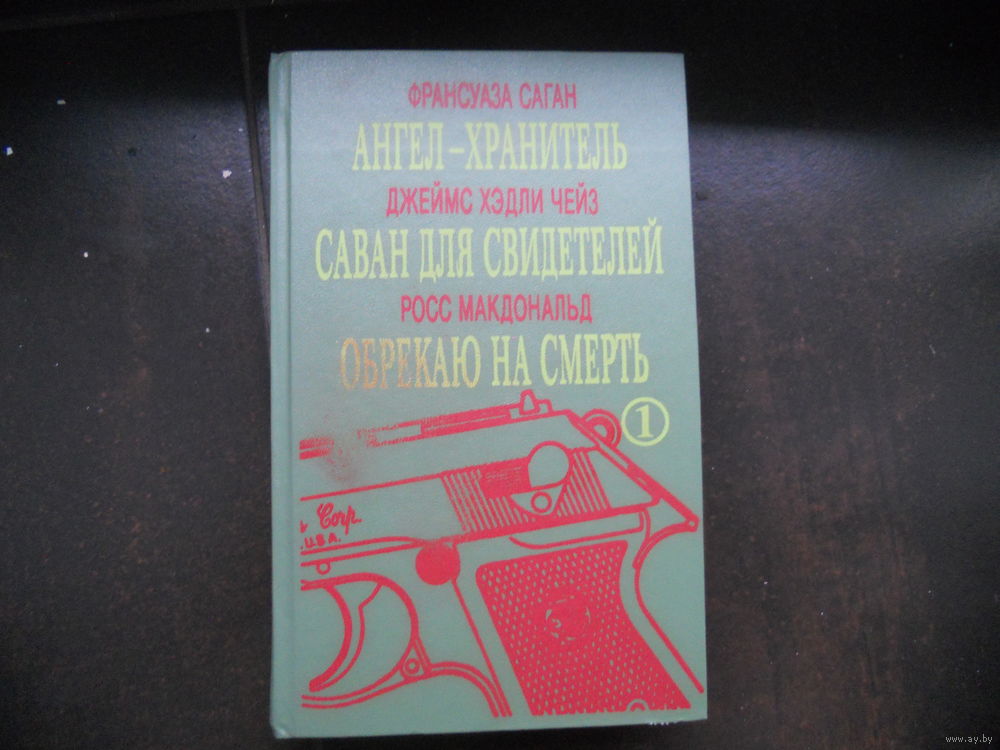 ФРАНСУАЗА САГАН
АНГЕЛ-ХРАНИТЕЛЬ
ДЖЕЙМС ХЭДЛИ ЧЕЙЗ
САВАН ДЛЯ СВИДЕТЕЛЕЙ
РОСС МАКДОНАЛЬД
ОБРЕКАЮ НА СМЕРТЬ
1
Corp.
U.S.A.
www.ay.by